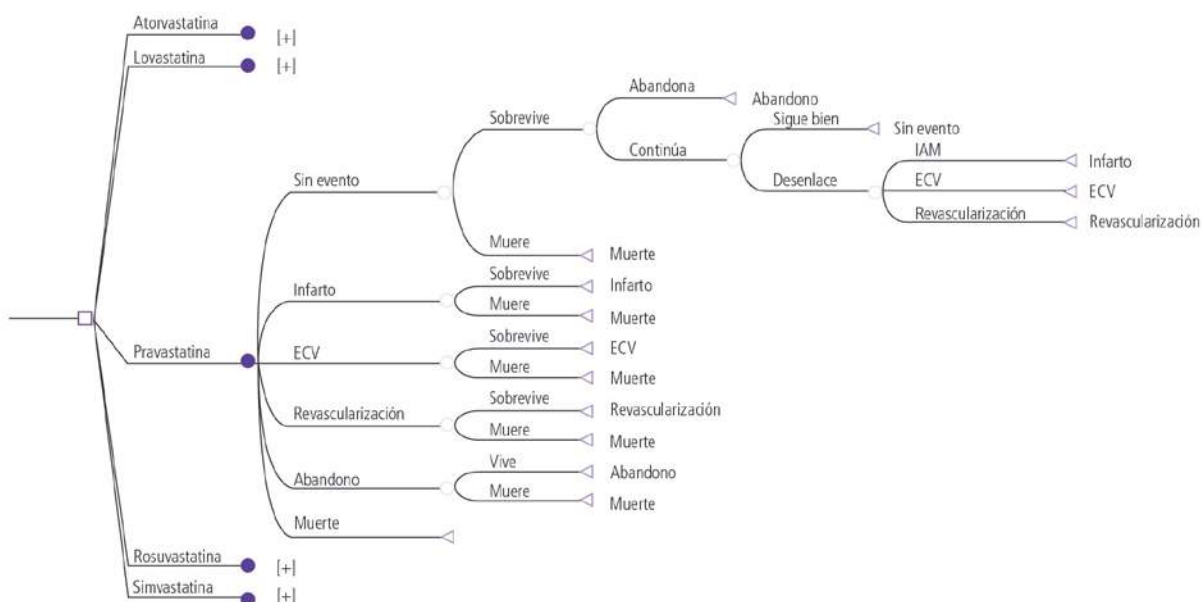 Atorvastatina [+]
Lovastatina [+]
Abandona Abandono
Sobrevive Sigue bien Sin evento
Continúa IAM Infarto
Sin evento Desenlace ECV ECV
Revascularización Revascularización
Muere Muerte
Infarto Sobrevive Infarto
Muere Muerte
Pravastatina ECV Sobrevive ECV
Muere Muerte
Revascularización Sobrevive Revascularización
Muere Muerte
Abandono Vive Abandono
Muere Muerte
Muerte
Rosuvastatina [+]
Simvastatina [+]